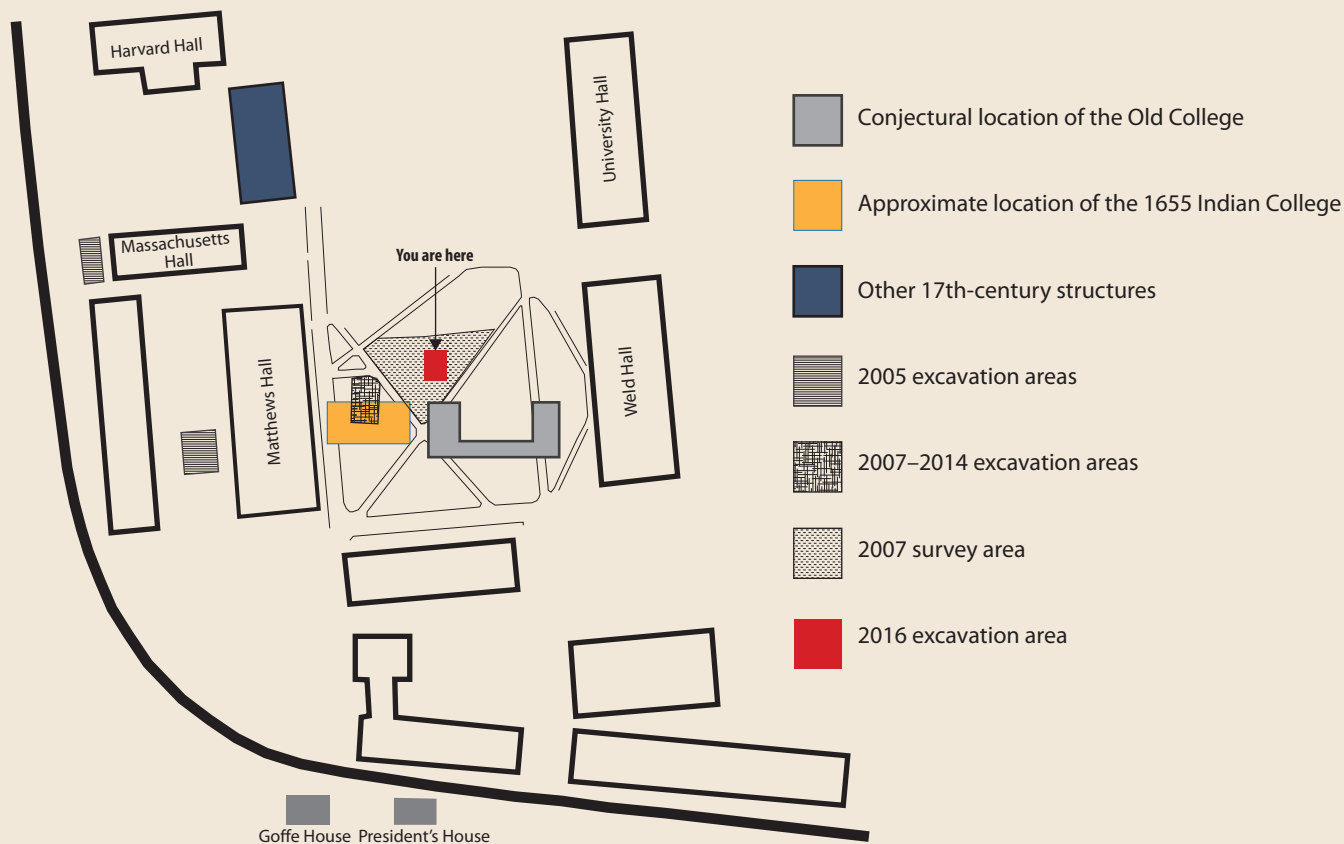 Harvard Hall
University Hall
Massachusetts
Hall
You are here
Matthews Hall
Weld Hall
Goffe House
President's House
Conjectural location of the Old College
Approximate location of the 1655 Indian College
Other 17th-century structures
2005 excavation areas
2007–2014 excavation areas
2007 survey area
2016 excavation area